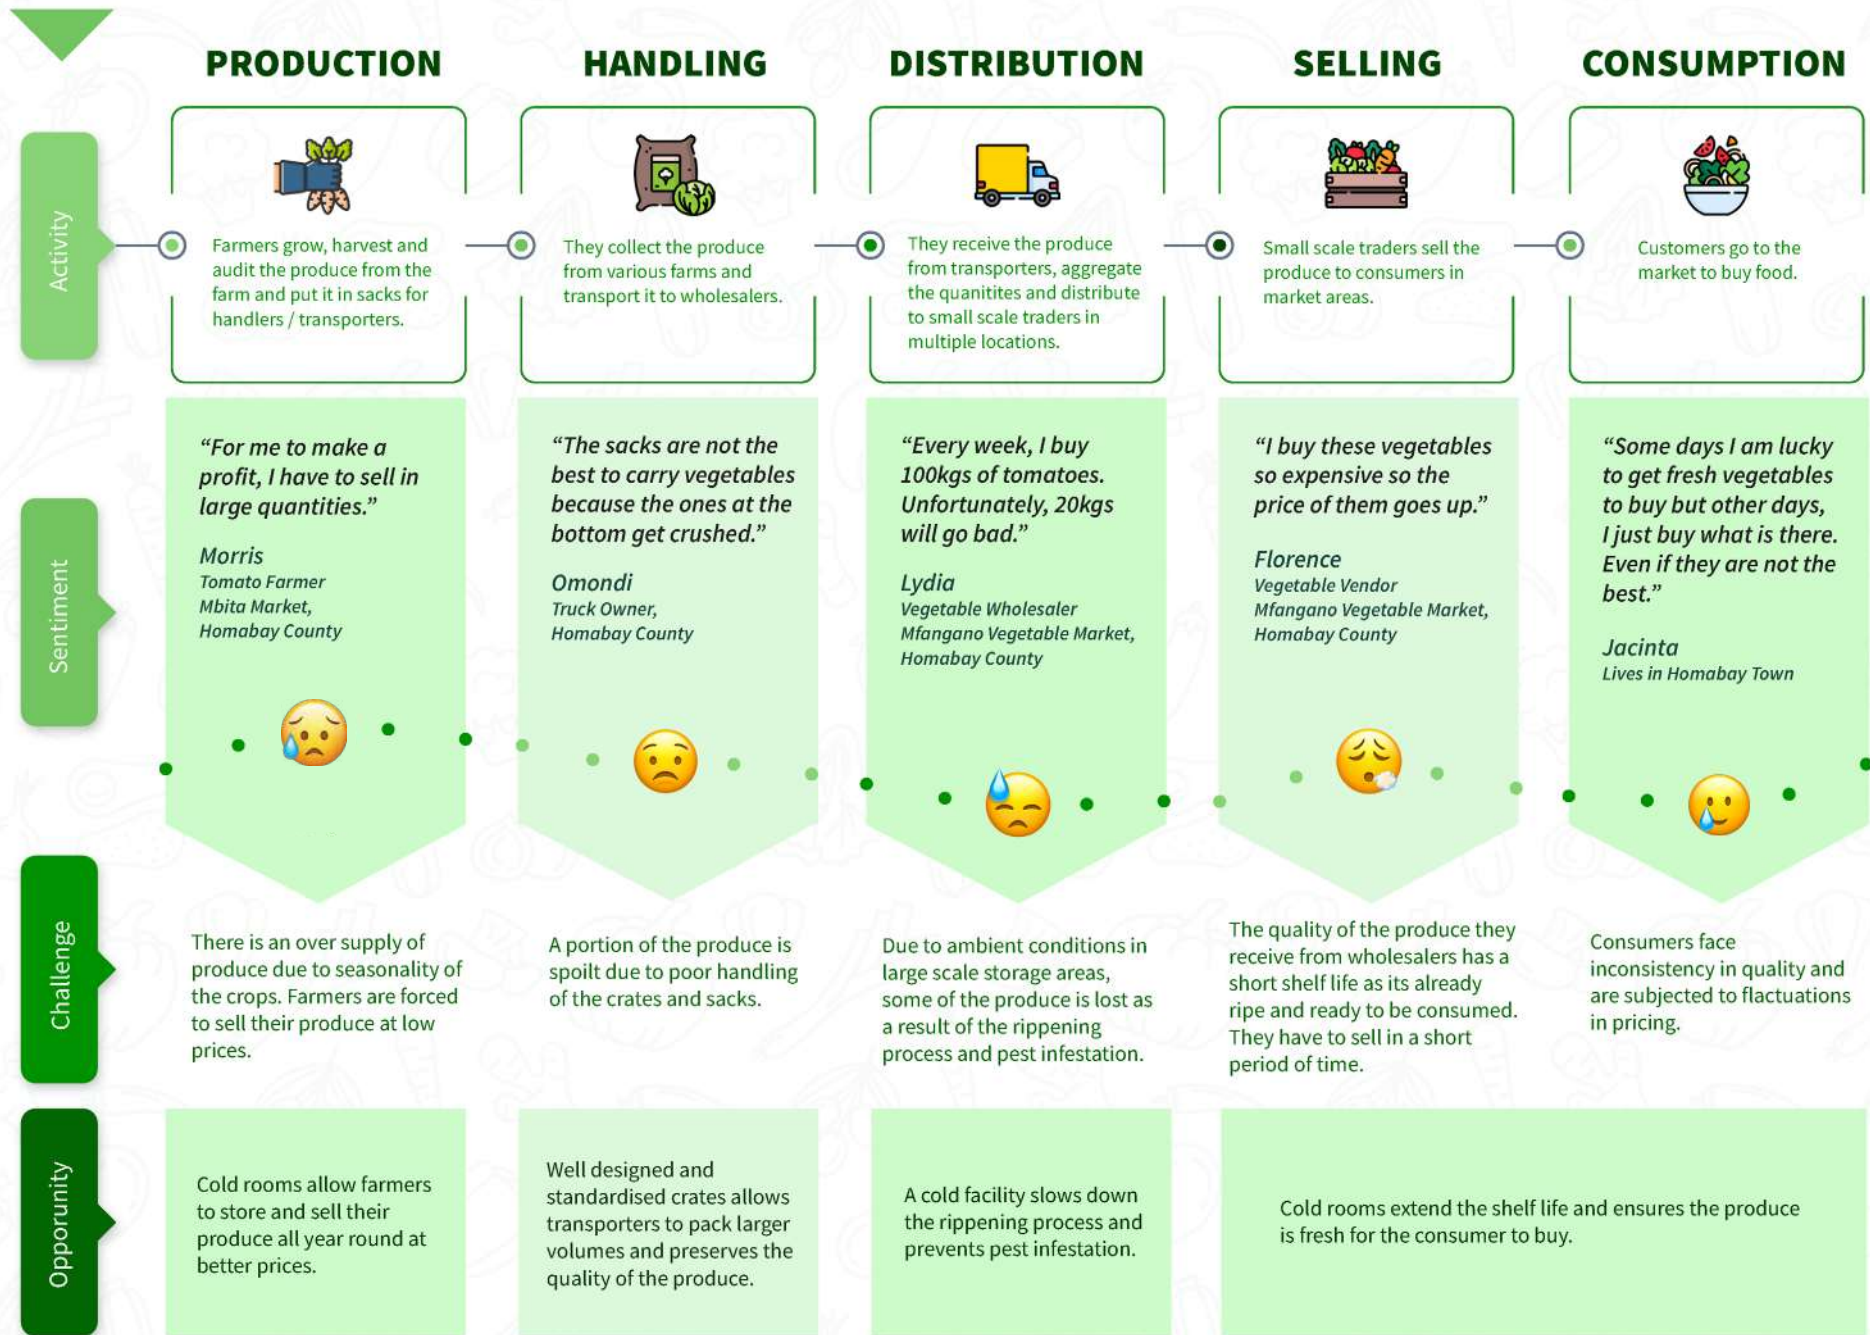 PRODUCTION
HANDLING
DISTRIBUTION
SELLING
CONSUMPTION
Activity
Farmers grow, harvest and
audit the produce from the
farm and put it in sacks for
handlers / transporters.
They collect the produce
from various farms and
transport it to wholesalers.
They receive the produce
from transporters, aggregate
the quanitites and distribute
to small scale traders in
multiple locations.
Small scale traders sell the
produce to consumers in
market areas.
Customers go to the
market to buy food.
Sentiment
“For me to make a
profit, I have to sell in
large quantities.”
Morris
Tomato Farmer
Mbita Market,
Homabay County
“The sacks are not the
best to carry vegetables
because the ones at the
bottom get crushed.”
Omondi
Truck Owner,
Homabay County
“Every week, I buy
100kgs of tomatoes.
Unfortunately, 20kgs
will go bad.”
Lydia
Vegetable Wholesaler
Mfangano Vegetable Market,
Homabay County
“I buy these vegetables
so expensive so the
price of them goes up.”
Florence
Vegetable Vendor
Mfangano Vegetable Market,
Homabay County
“Some days I am lucky
to get fresh vegetables
to buy but other days,
I just buy what is there.
Even if they are not the
best.”
Jacinta
Lives in Homabay Town
Challenge
There is an over supply of
produce due to seasonality of
the crops. Farmers are forced
to sell their produce at low
prices.
A portion of the produce is
spoilt due to poor handling
of the crates and sacks.
Due to ambient conditions in
large scale storage areas,
some of the produce is lost as
a result of the rippening
process and pest infestation.
The quality of the produce they
receive from wholesalers has a
short shelf life as its already
ripe and ready to be consumed.
They have to sell in a short
period of time.
Consumers face
inconsistency in quality and
are subjected to flactuations
in pricing.
Opporunity
Cold rooms allow farmers
to store and sell their
produce all year round at
better prices.
Well designed and
standardised crates allows
transporters to pack larger
volumes and preserves the
quality of the produce.
A cold facility slows down
the rippening process and
prevents pest infestation.
Cold rooms extend the shelf life and ensures the produce
is fresh for the consumer to buy.